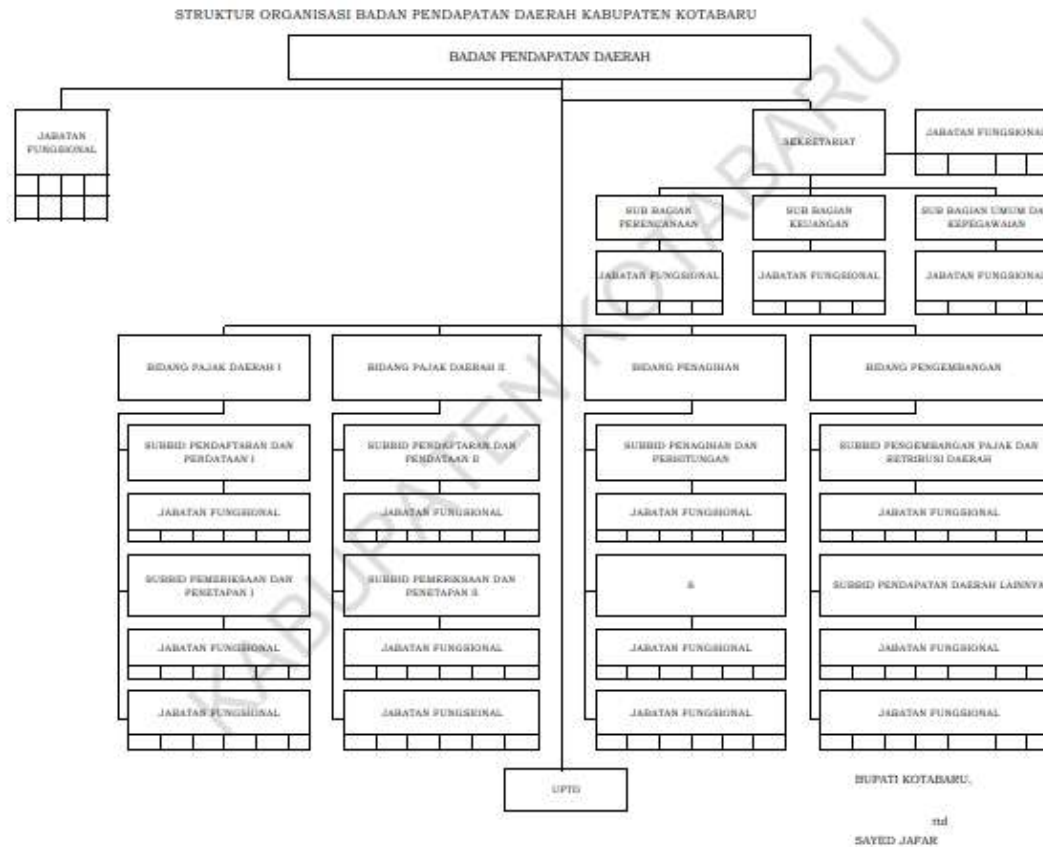 STRUKTUR ORGANISASI BADAN PENDAPATAN DAERAH KABUPATEN KOTABARU
BADAN PENDAPATAN DAERAH
JABATAN
FUNGSIONAL
SEKRETARIAT
JABATAN FUNGSIONAL
SUB BAGIAN
PERENCANAAN
SUB BAGIAN
KEUANGAN
SUB BAGIAN UMUM DA
KEPEGAWAIAN
JABATAN FUNGSIONAL
JABATAN FUNGSIONAL
JABATAN FUNGSIONAL
BIDANG PAJAK DAERAH I
BIDANG PAJAK DAERAH II
BIDANG PENAGIHAN
BIDANG PENGEMBANGAN
SUBBID PENDAFTARAN DAN
PENDATAAN I
SUBBID PENDAFTARAN DAN
PENDATAAN II
SUBBID PENAGIHAN DAN
PERHITUNGAN
SUBBID PENGEMBANGAN PAJAK DAN
RETRIBUSI DAERAH
JABATAN FUNGSIONAL
JABATAN FUNGSIONAL
JABATAN FUNGSIONAL
JABATAN FUNGSIONAL
SUBBID PEMERIKSAAN DAN
PENETAPAN I
SUBBID PEMERIKSAAN DAN
PENETAPAN II
SUBBID PENDAPATAN DAERAH LAINNYA
JABATAN FUNGSIONAL
JABATAN FUNGSIONAL
JABATAN FUNGSIONAL
JABATAN FUNGSIONAL
JABATAN FUNGSIONAL
JABATAN FUNGSIONAL
JABATAN FUNGSIONAL
JABATAN FUNGSIONAL
UPTD
BUPATI KOTABARU,
ttd
SAYED JAFAR
KABUPATEN KOTABARU